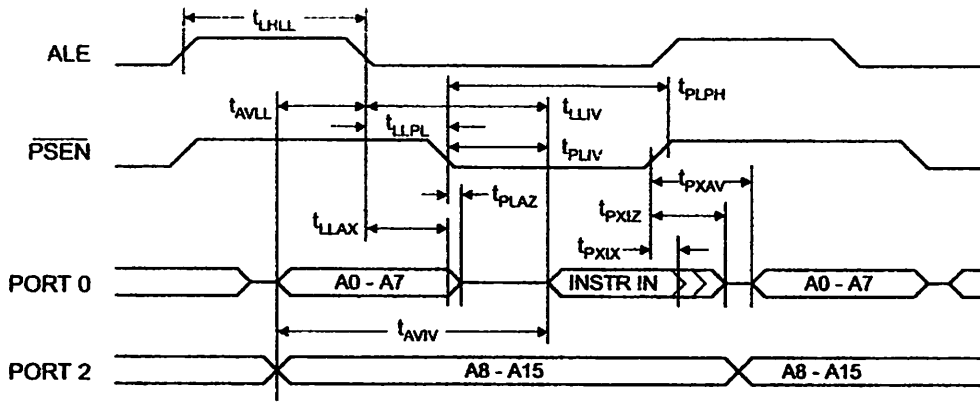 tLHLL
ALE
tAVLL
tLLIV
tPLPH
tLLPL
PSEN
tPLIV
tPXAV
tPLAZ
tPXIZ
tLLAX
tPXIX
PORT 0
A0 - A7
INSTR IN
A0 - A7
tAVIV
PORT 2
A8 - A15
A8 - A15